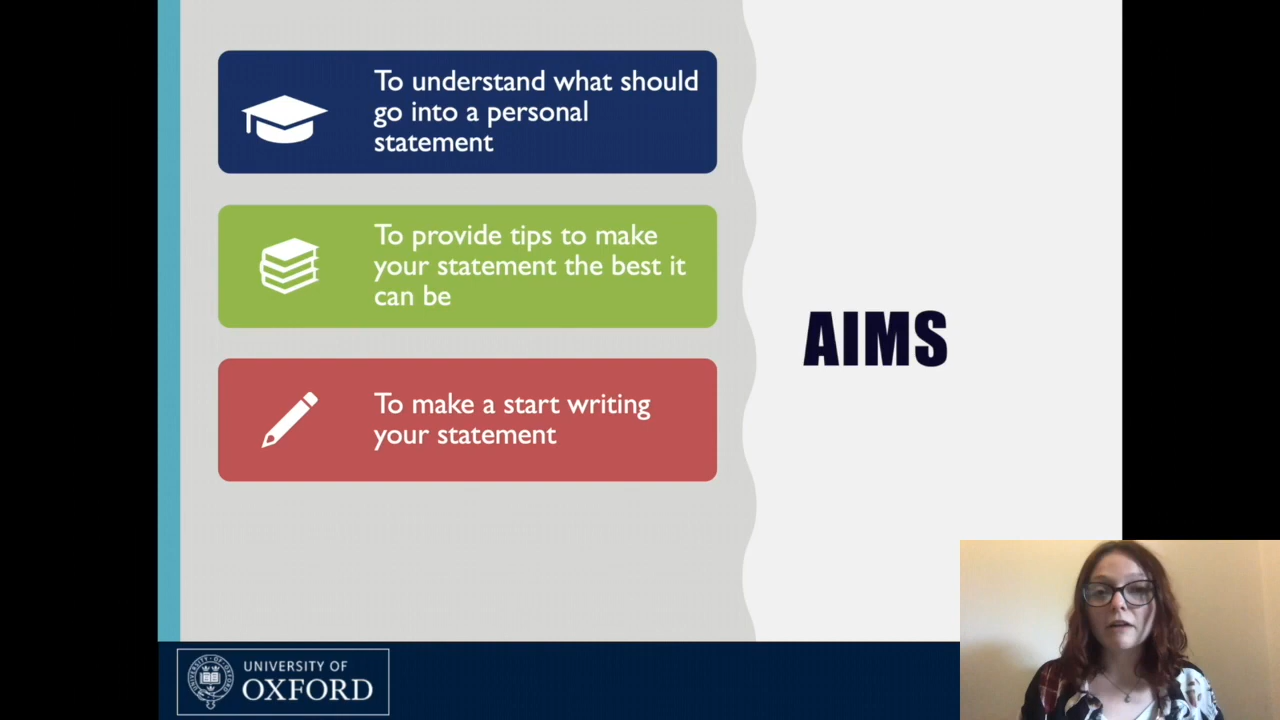 To understand what should
go into a personal
statement
To provide tips to make
your statement the best it
can be
To make a start writing
your statement
AIMS
UNIVERSITY OF
OXFORD